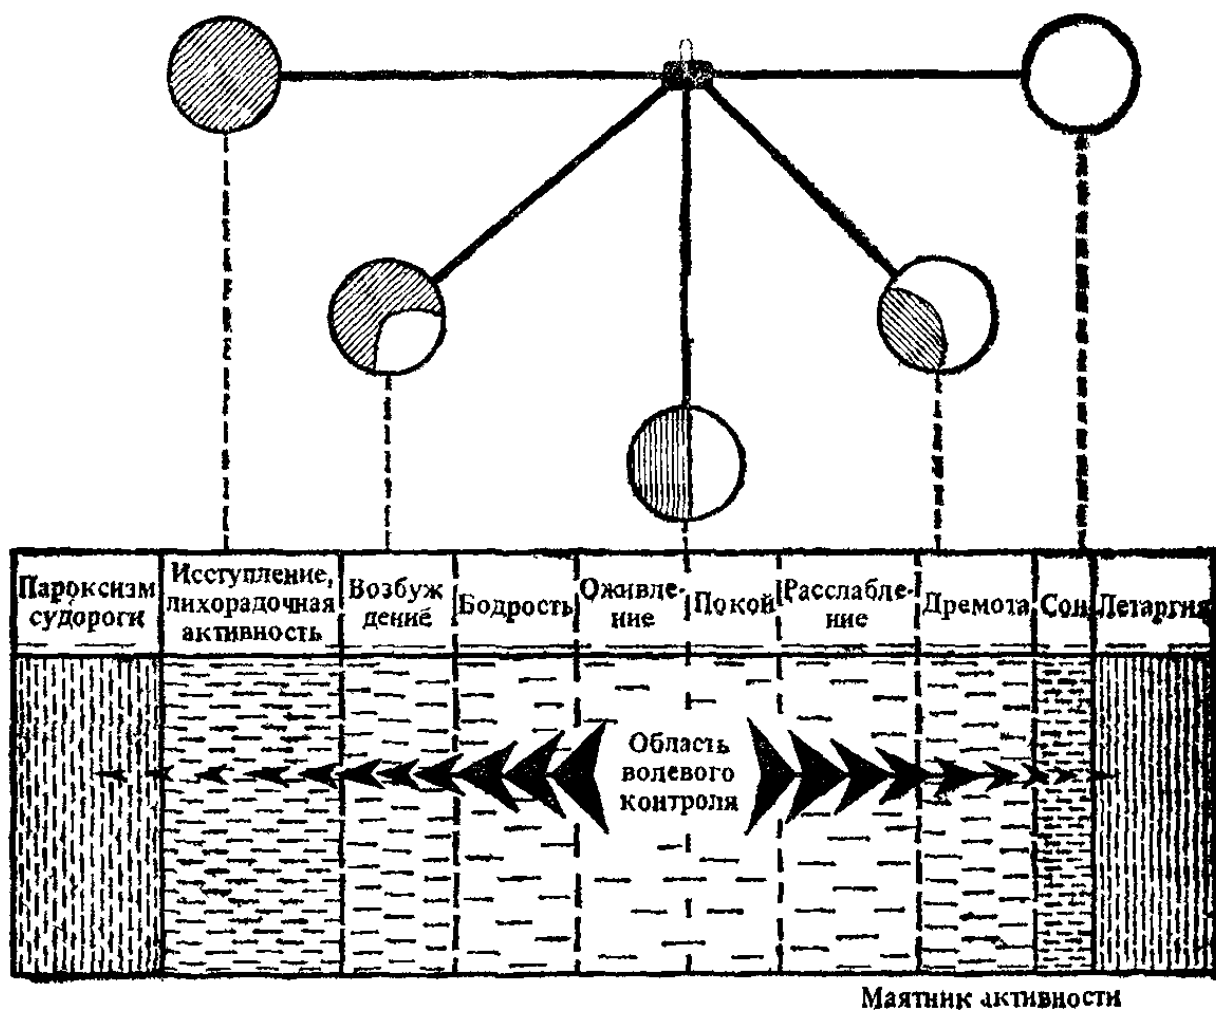 Пароксизм
судороги
Исступление,
лихорадочная
активность
Возбуж
дение
Бодрость
Оживле-
ние
Покой
Расслабле-
ние
Дремота
Сон
Летаргия
Область
волевого
контроля
Маятник активности